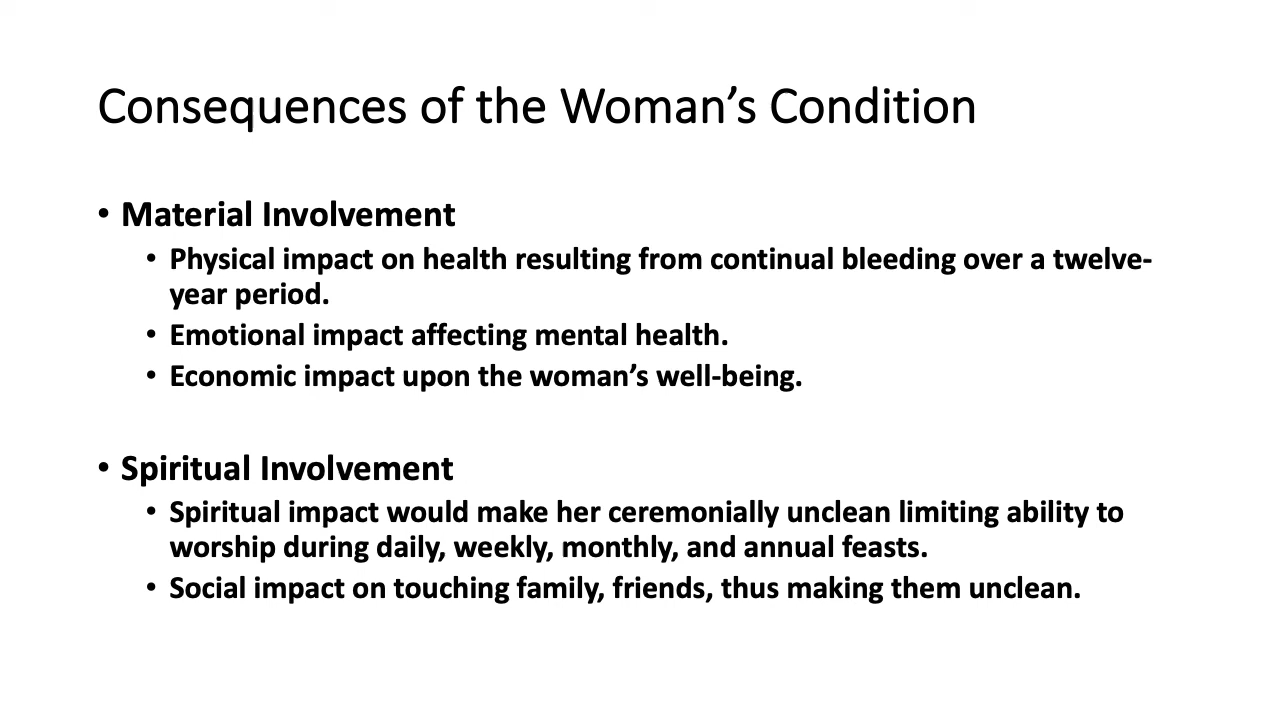 Consequences of the Woman’s Condition
• Material Involvement
• Physical impact on health resulting from continual bleeding over a twelve-
year period.
• Emotional impact affecting mental health.
• Economic impact upon the woman’s well-being.
• Spiritual Involvement
• Spiritual impact would make her ceremonially unclean limiting ability to
worship during daily, weekly, monthly, and annual feasts.
• Social impact on touching family, friends, thus making them unclean.